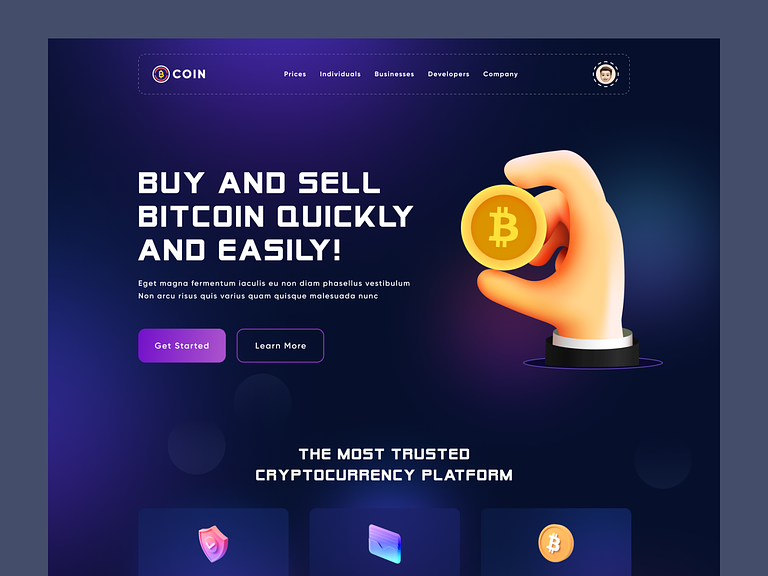 COIN
Prices Individuals Businesses Developers Company
BUY AND SELL
BITCOIN QUICKLY
AND EASILY!
Eget magna fermentum iaculis eu non diam phasellus vestibulum
Non arcu risus quis varius quam quisque malesuada nunc
Get Started Learn More
THE MOST TRUSTED
CRYPTOCURRENCY PLATFORM